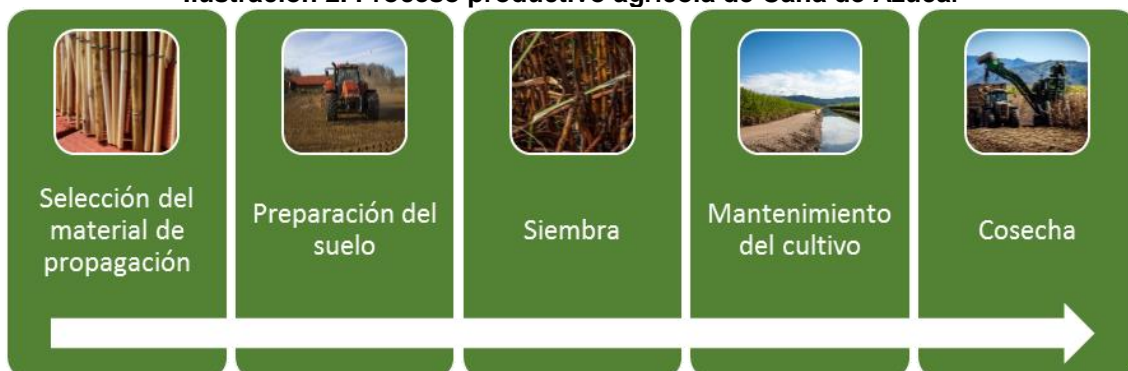 Ilustración 2. Proceso productivo agrícola de Caña de Azúcar
Selección del
material de
propagación
Preparación del
suelo
Siembra
Mantenimiento
del cultivo
Cosecha